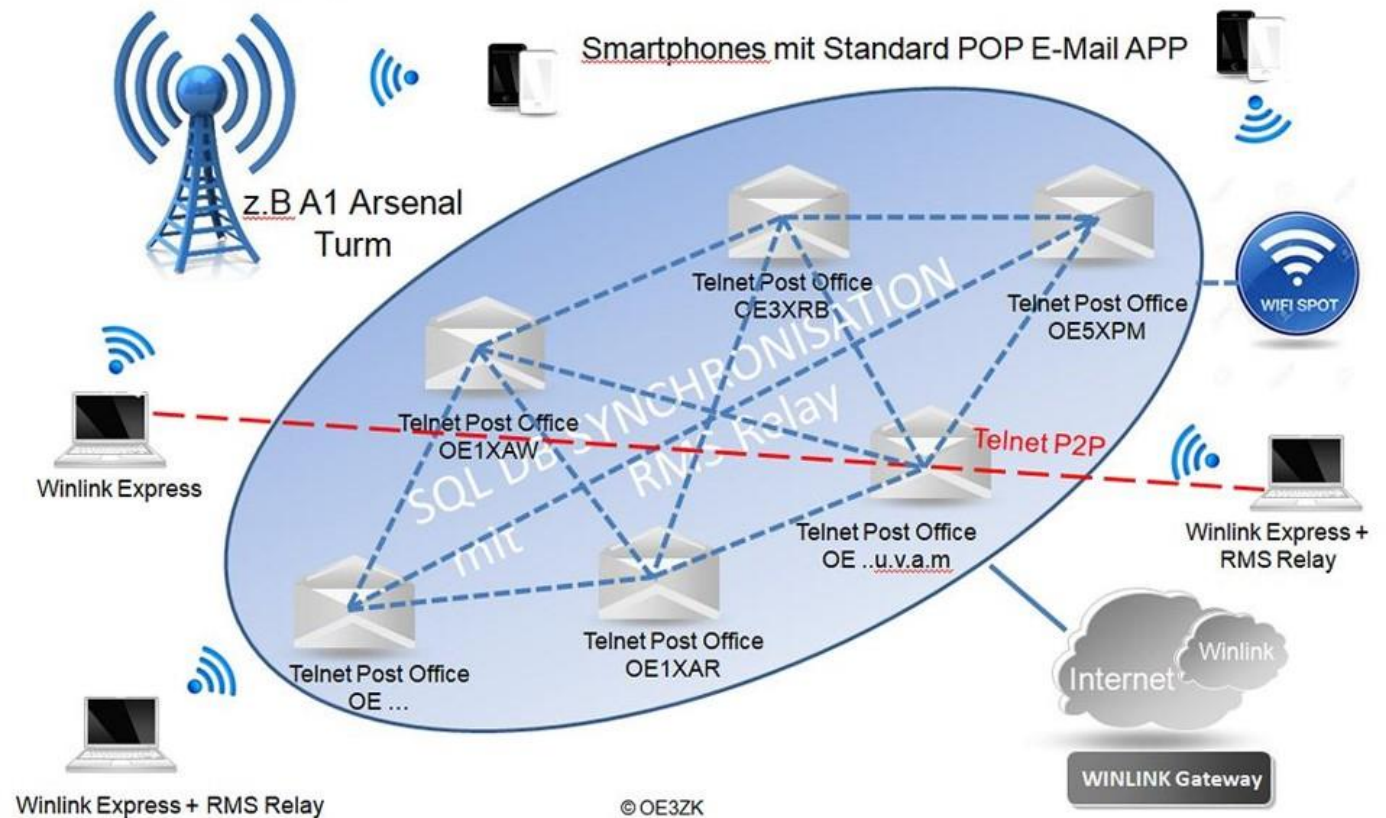 Smartphones mit Standard POP E-Mail APP
z.B A1 Arsenal
Turm
Telnet Post Office
OE3XRB
Telnet Post Office
OE5XPM
WIFI SPOT
Telnet Post Office
OE1XAW
SQL DB SYNCHRONISATION
mit RMS Relay
Telnet P2P
Winlink Express
Telnet Post Office
OE ..u.v.a.m
Winlink Express +
RMS Relay
Telnet Post Office
OE1XAR
Telnet Post Office
OE ...
Internet
Winlink
WINLINK Gateway
Winlink Express + RMS Relay
© OE3ZK